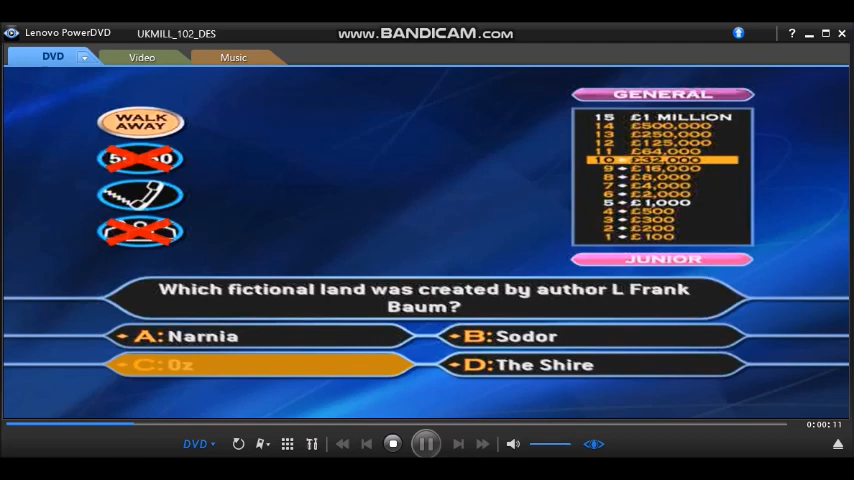 Lenovo PowerDVD
UKMILL_102_DES
www.BANDICAM.com
DVD
Video
Music
WALK
AWAY
GENERAL
15 £1 MILLION
14 £500,000
13 £250,000
12 £125,000
11 £64,000
10 £32,000
9 £16,000
8 £8,000
7 £4,000
6 £2,000
5 £1,000
4 £500
3 £300
2 £200
1 £100
JUNIOR
Which fictional land was created by author L Frank
Baum?
A: Narnia
B: Sodor
C: Oz
D: The Shire
0:00:11
DVD